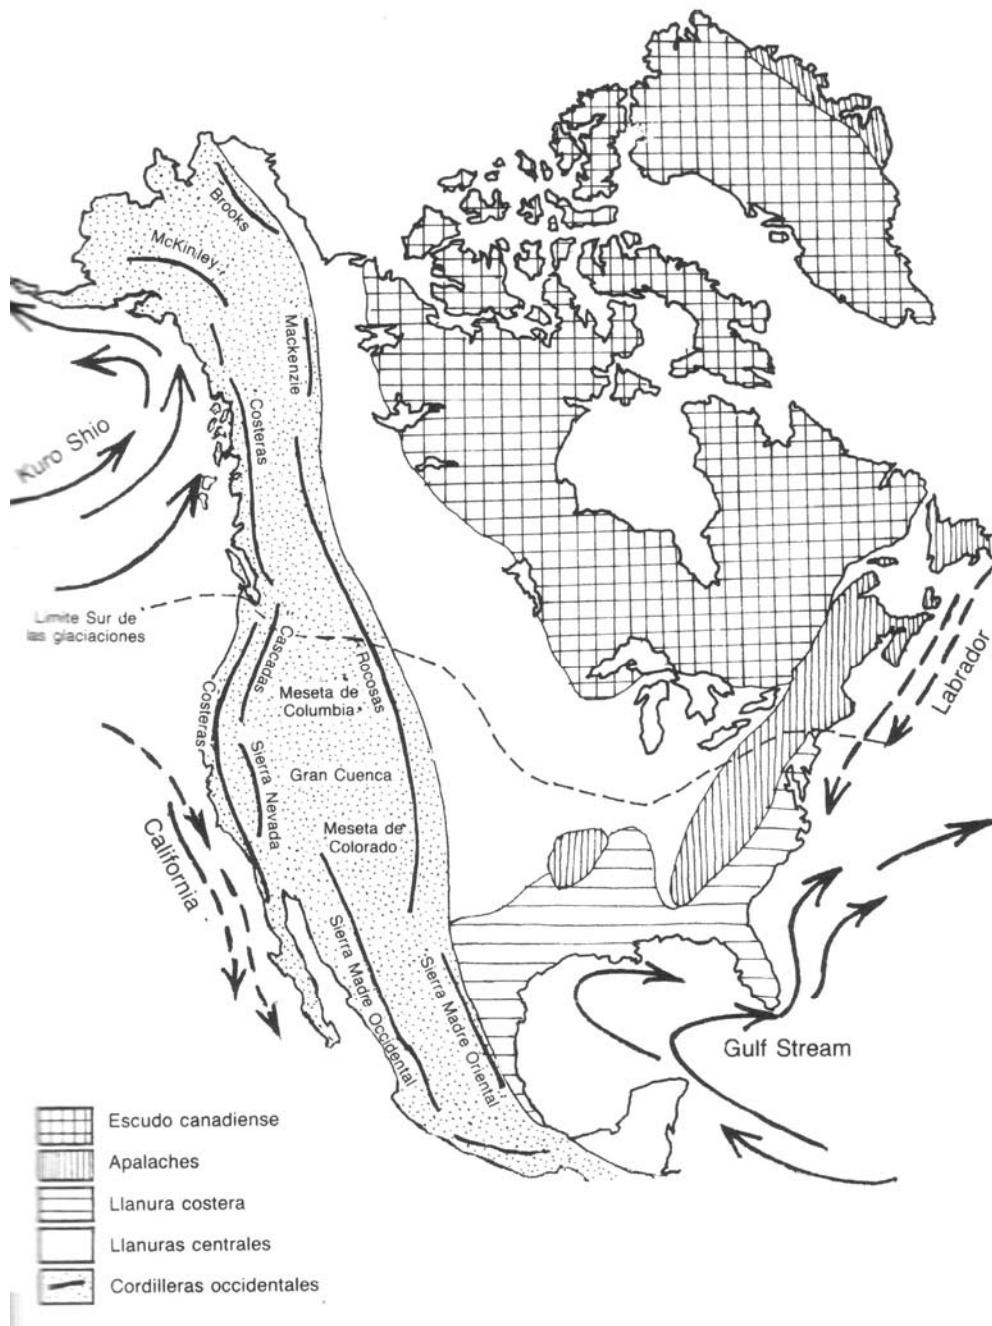 Brooks
McKinley
Mackenzie
Kuro Shio
Costeras
Límite Sur de
las glaciaciones
Cascadas
Rocosas
Labrador
Costeras
Meseta de
Columbia
Sierra Nevada
Gran Cuenca
Meseta de
Colorado
California
Sierra Madre Occidental
Sierra Madre Oriental
Gulf Stream
Escudo canadiense
Apalaches
Llanura costera
Llanuras centrales
Cordilleras occidentales